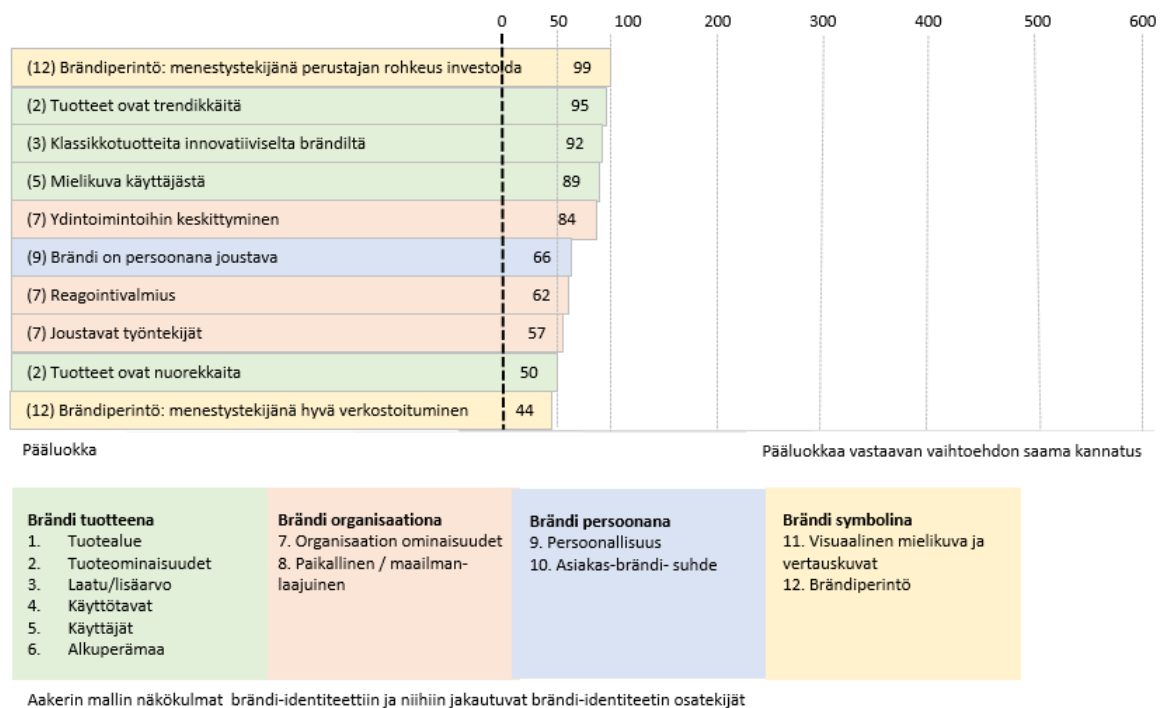 0 50 100 200 300 400 500 600
(12) Brändiperintö: menestystekijänä perustajan rohkeus investoida 99
(2) Tuotteet ovat trendikkäitä 95
(3) Klassikkotuotteita innovatiiviselta brändiltä 92
(5) Mielikuva käyttäjästä 89
(7) Ydintoimintoihin keskittyminen 84
(9) Brändi on persoonana joustava 66
(7) Reagointivalmius 62
(7) Joustavat työntekijät 57
(2) Tuotteet ovat nuorekkaita 50
(12) Brändiperintö: menestystekijänä hyvä verkostoituminen 44
Pääluokka
Pääluokkaa vastaavan vaihtoehdon saama kannatus
Brändi tuotteena
1. Tuotealue
2. Tuoteominaisuudet
3. Laatu/lisäarvo
4. Käyttötavat
5. Käyttäjät
6. Alkuperämaa
Brändi organisaationa
7. Organisaation ominaisuudet
8. Paikallinen / maailman-
laajuinen
Brändi persoonana
9. Persoonallisuus
10. Asiakas-brändi- suhde
Brändi symbolina
11. Visuaalinen mielikuva ja
vertauskuvat
12. Brändiperintö
Aakerin mallin näkökulmat brändi-identiteettiin ja niihin jakautuvat brändi-identiteetin osatekijät